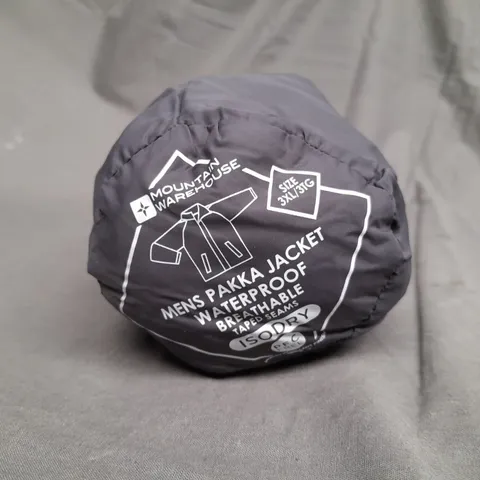 MOUNTAIN
WAREHOUSE
SIZE
3XL/3TG
MENS PAKKA JACKET
WATERPROOF
BREATHABLE
TAPED SEAMS
ISODRY